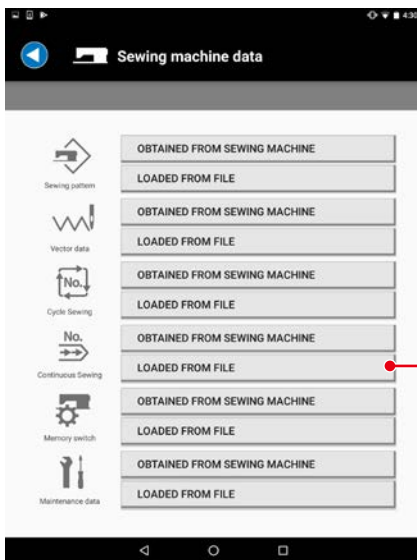 4:30
Sewing machine data
OBTAINED FROM SEWING MACHINE
LOADED FROM FILE
Sewing pattern
OBTAINED FROM SEWING MACHINE
LOADED FROM FILE
Vector data
OBTAINED FROM SEWING MACHINE
No.
LOADED FROM FILE
Cycle Sewing
No.
OBTAINED FROM SEWING MACHINE
LOADED FROM FILE
Continuous Sewing
OBTAINED FROM SEWING MACHINE
LOADED FROM FILE
Memory switch
OBTAINED FROM SEWING MACHINE
LOADED FROM FILE
Maintenance data